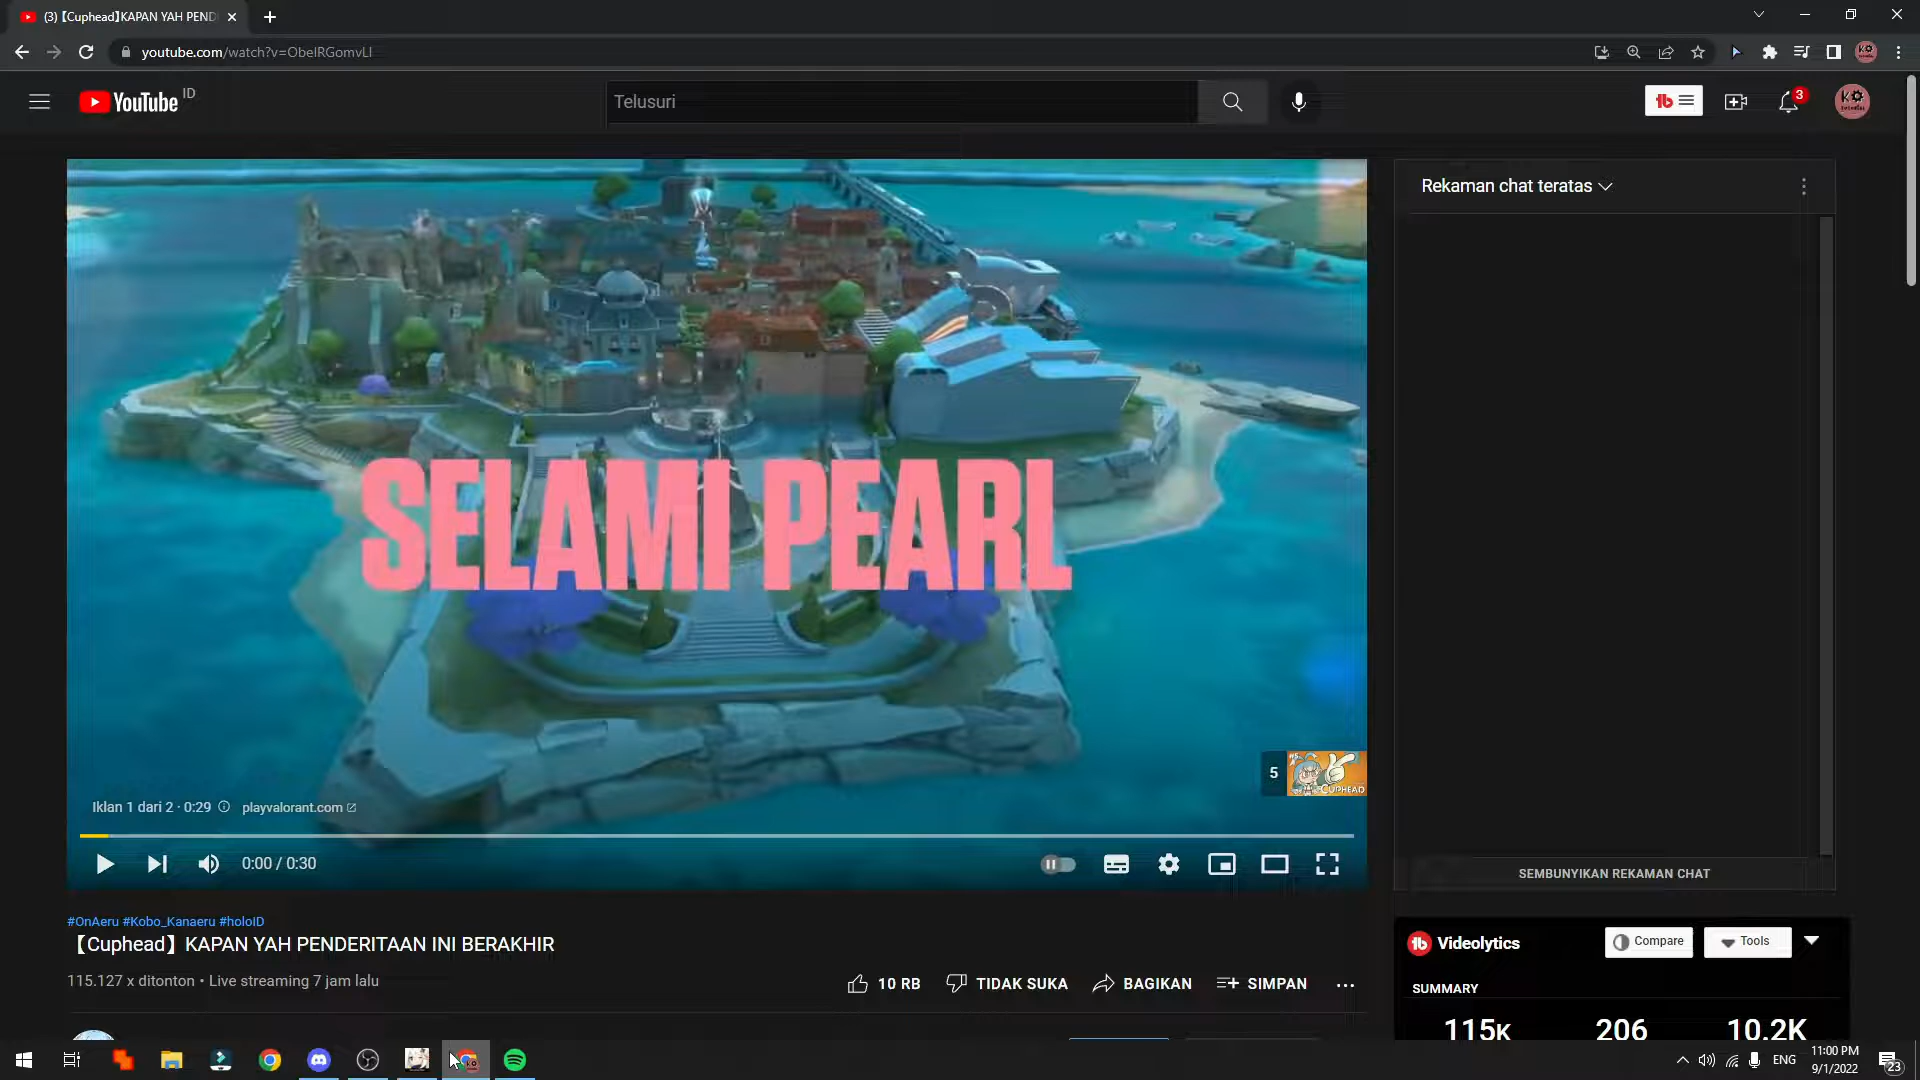 (3) 【Cuphead】KAPAN YAH PEND
youtube.com/watch?v=ObeIRGomvLI
YouTube ID
Telusuri
3
Rekaman chat teratas
SELAMI PEARL
5
CUPHEAD
Iklan 1 dari 2 · 0:29
playvalorant.com
0:00 / 0:30
SEMBUNYIKAN REKAMAN CHAT
#OnAeru #Kobo_Kanaeru #holoID
【Cuphead】KAPAN YAH PENDERITAAN INI BERAKHIR
115.127 x ditonton • Live streaming 7 jam lalu
10 RB
TIDAK SUKA
BAGIKAN
SIMPAN
Videolytics
Compare
Tools
SUMMARY
115K
206
10.2K
ENG
11:00 PM
9/1/2022
23